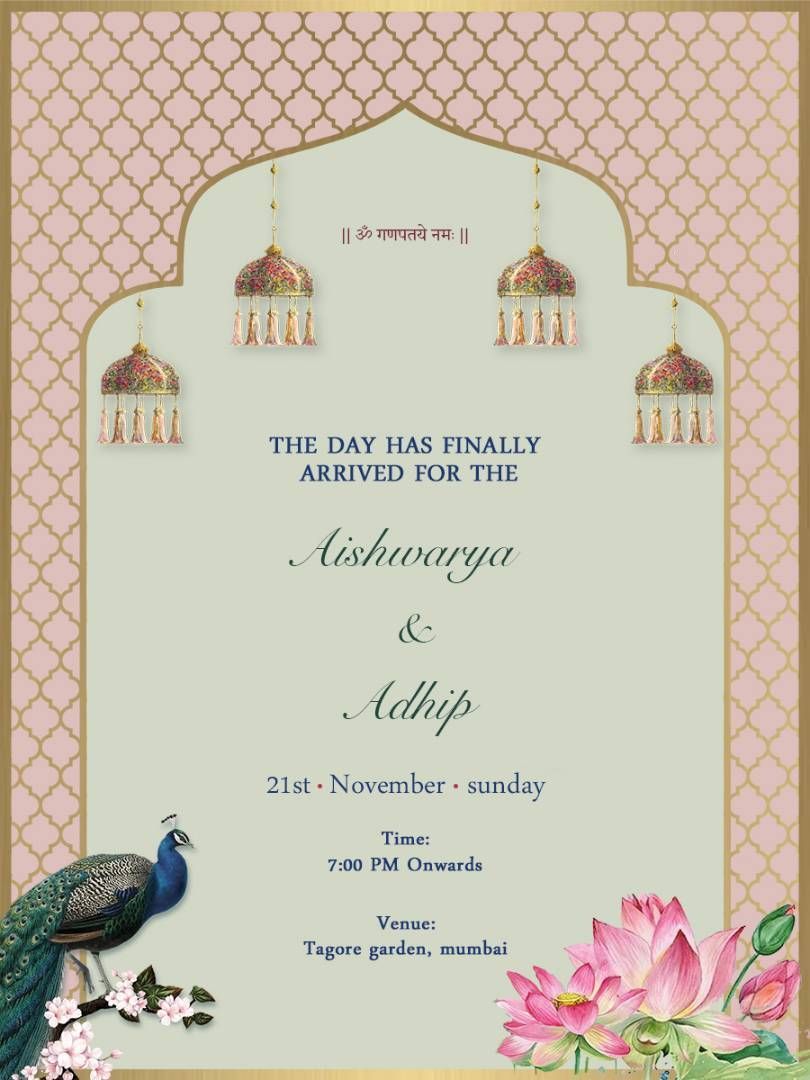 || ॐ गणपतये नमः ||
THE DAY HAS FINALLY
ARRIVED FOR THE
Aishwarya
&
Adhip
21st • November • sunday
Time:
7:00 PM Onwards
Venue:
Tagore garden, mumbai